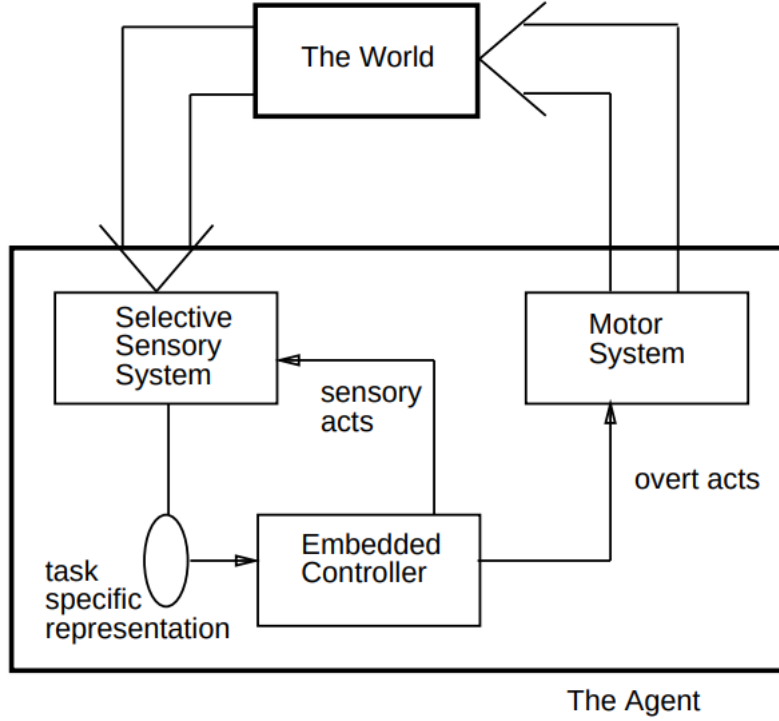 The World
Selective
Sensory
System
Motor
System
sensory
acts
overt acts
Embedded
Controller
task
specific
representation
The Agent